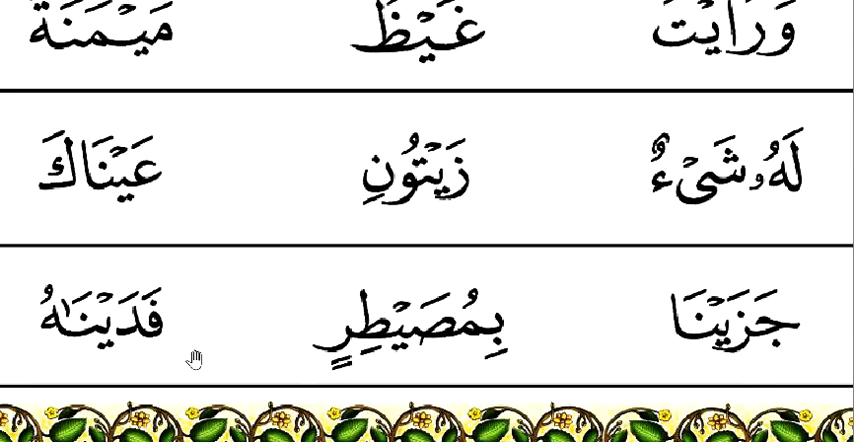 وَرَأَيْتَ غَيْظَ مَيْمَنَة
لَهُۥ شَىْءٌ زَيْتُونِ عَيْنَاكَ
جَزَيْنَا بِمُصَيْطِرٍ فَدَيْنَـٰهُ